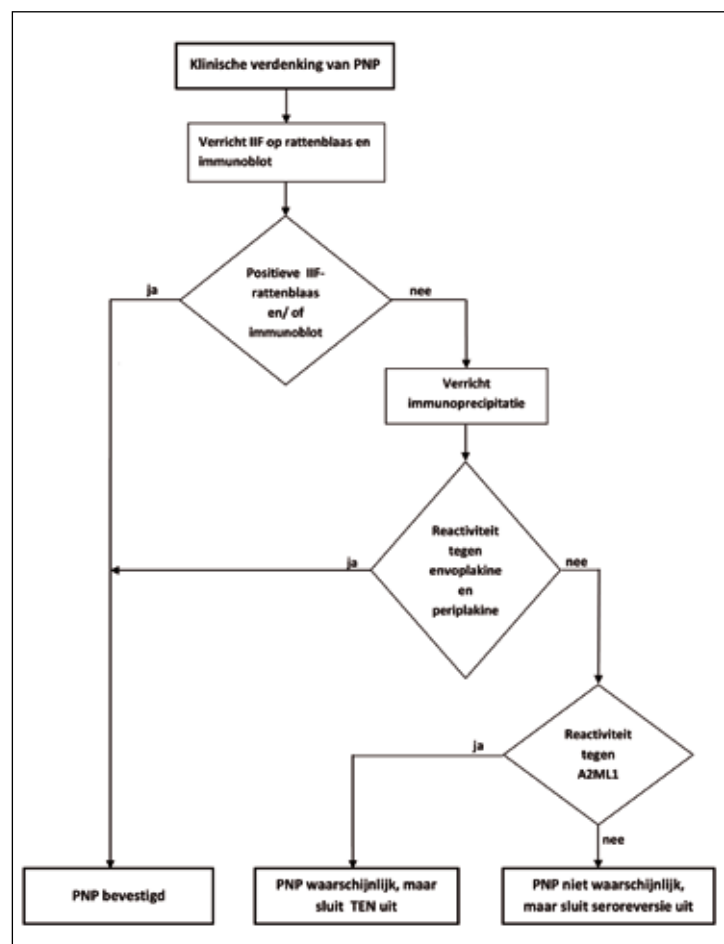 Klinische verdenking van PNP
Verricht IIF op rattenblaas en
immunoblot
Positieve IIF-
rattenblaas
en/ of
immunoblot
ja
nee
Verricht
immunoprecipitatie
Reactiviteit
tegen
envoplakine
en
periplakine
ja
nee
Reactiviteit
tegen
A2ML1
ja
nee
PNP bevestigd
PNP waarschijnlijk, maar
sluit TEN uit
PNP niet waarschijnlijk,
maar sluit seroreversie uit